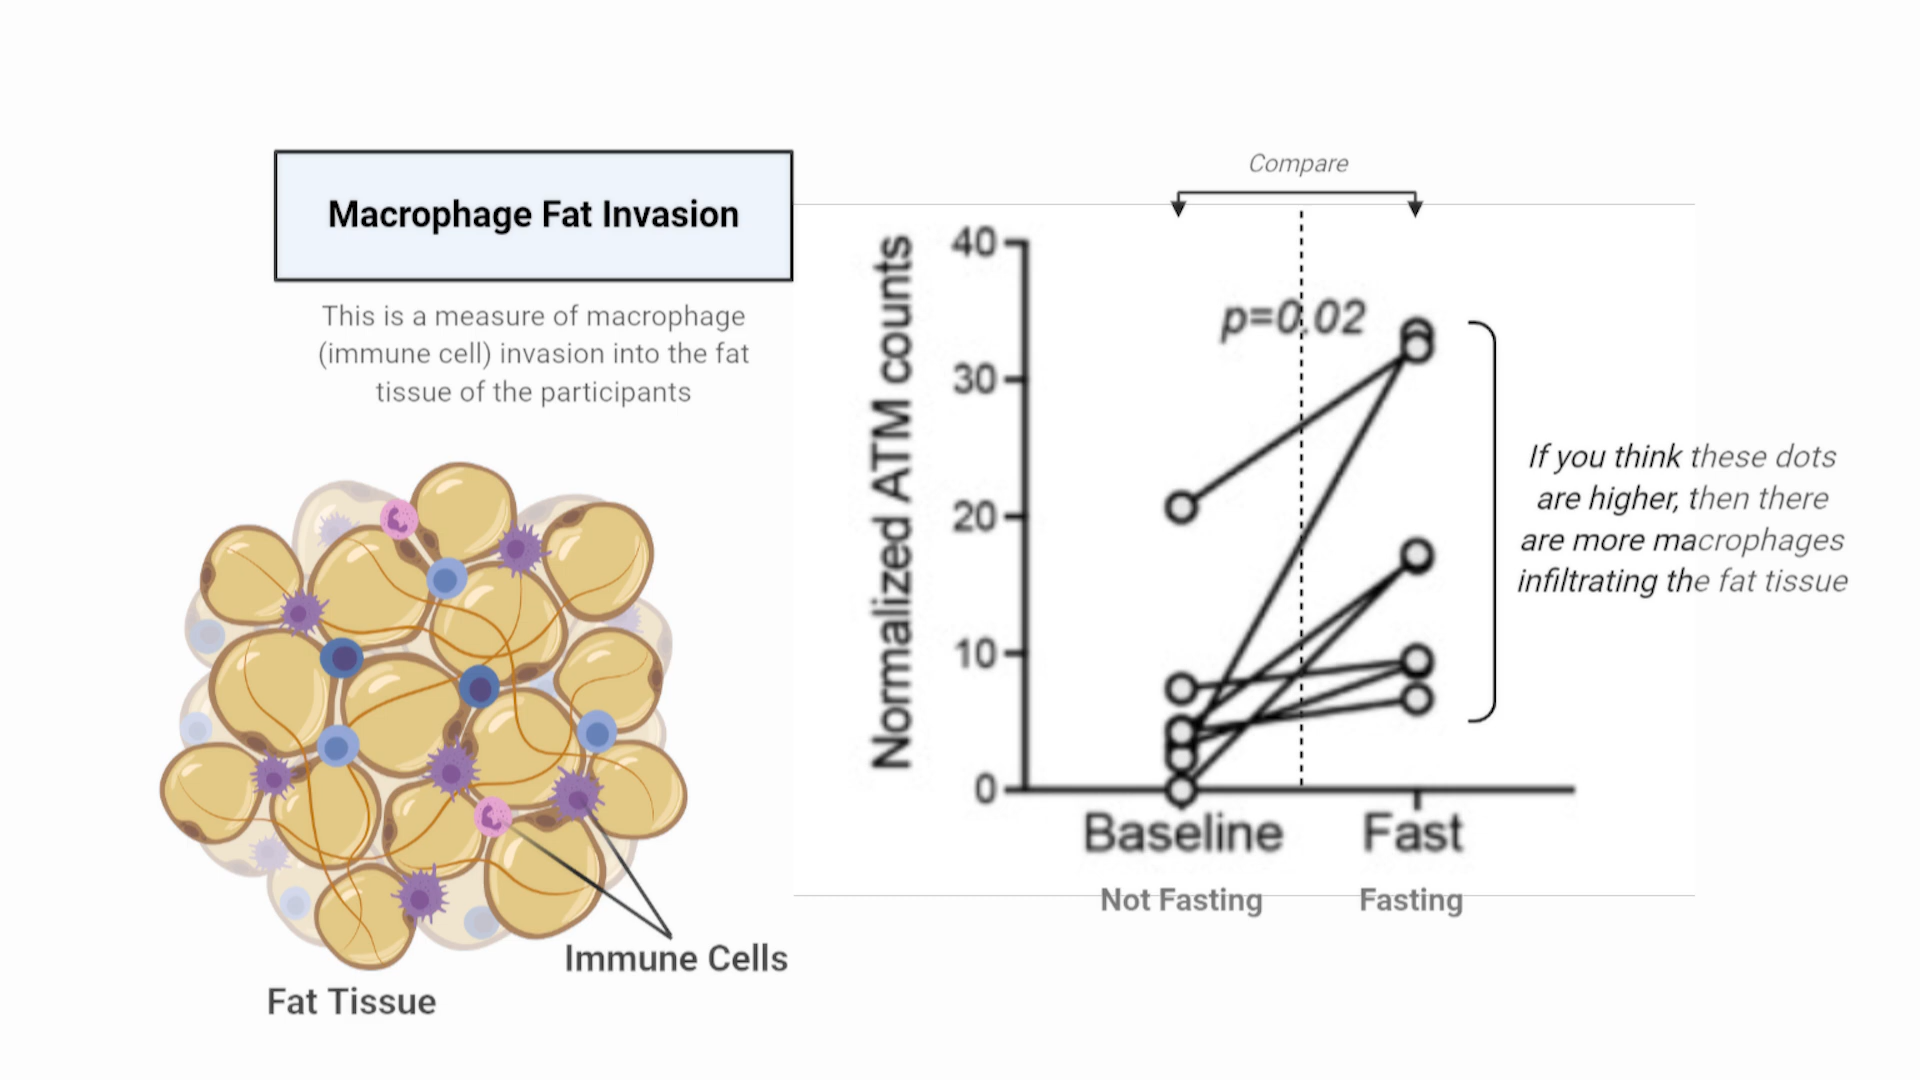 Macrophage Fat Invasion
This is a measure of macrophage
(immune cell) invasion into the fat
tissue of the participants
Immune Cells
Fat Tissue
Compare
Normalized ATM counts
40
30
20
10
0
p=0.02
Baseline
Fast
Not Fasting
Fasting
If you think these dots
are higher, then there
are more macrophages
infiltrating the fat tissue